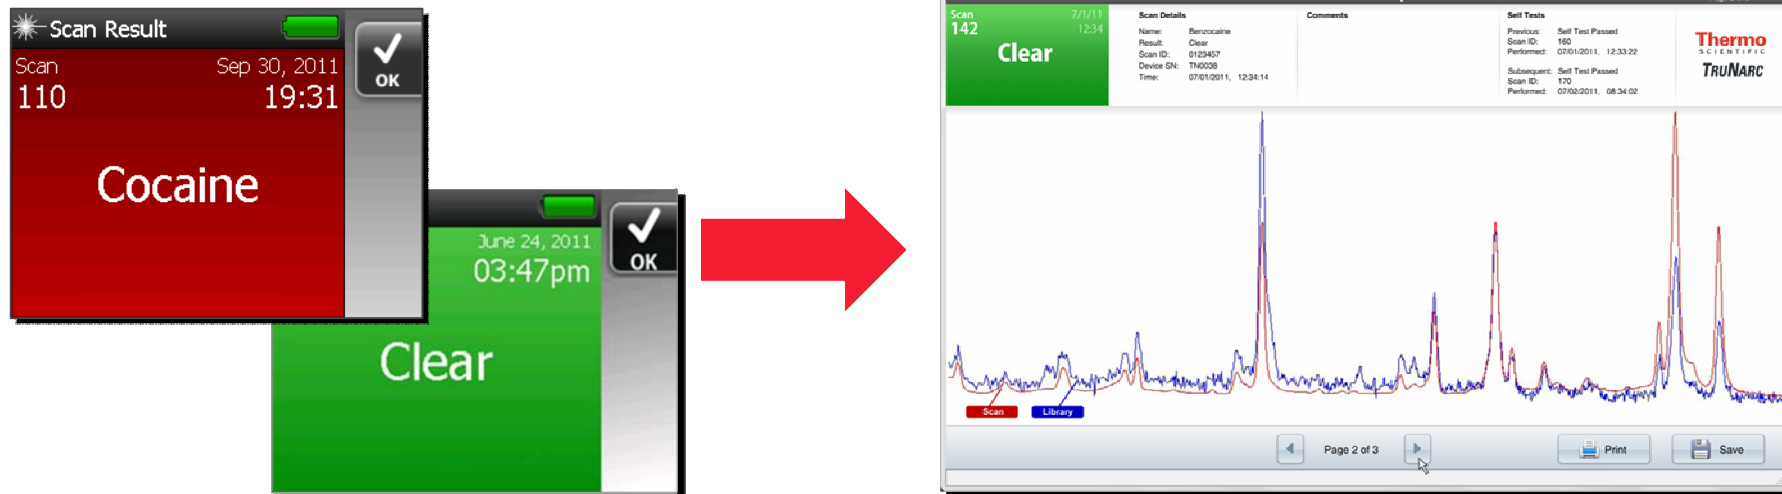 Scan Result
OK
Scan
Sep 30, 2011
110
19:31
Cocaine
June 24, 2011
03:47pm
OK
Clear
Scan
7/1/11
142
12:34
Clear
Scan Details
Name: Benzocaine
Result: Clear
Scan ID: 0123457
Device SN: TN0038
Time: 07/01/2011, 12:34:14
Comments
Self Tests
Previous: Self Test Passed
Scan ID: 160
Performed: 07/01/2011, 12:33:22
Subsequent: Self Test Passed
Scan ID: 170
Performed: 07/02/2011, 08:34:02
Thermo
SCIENTIFIC
TRUNARC
Scan
Library
Page 2 of 3
Print
Save